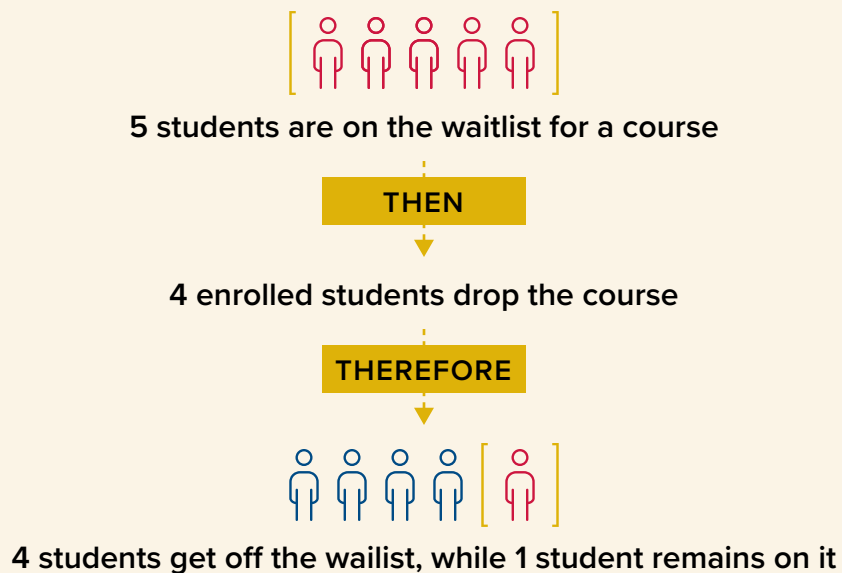 5 students are on the waitlist for a course
THEN
4 enrolled students drop the course
THEREFORE
4 students get off the wailist, while 1 student remains on it